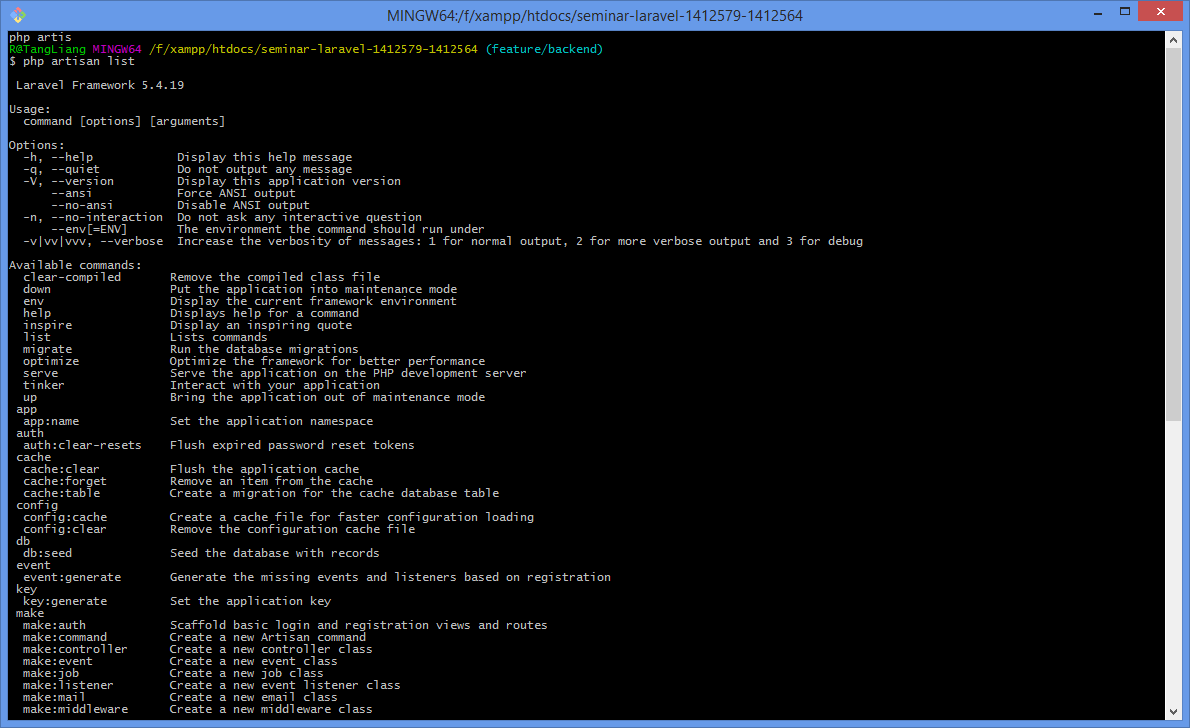 MINGW64:/f/xampp/htdocs/seminar-laravel-1412579-1412564
php artis
R@TangLiang MINGW64 /f/xampp/htdocs/seminar-laravel-1412579-1412564 (feature/backend)
$ php artisan list
Laravel Framework 5.4.19
Usage:
command [options] [arguments]
Options:
-h, --help Display this help message
-q, --quiet Do not output any message
-V, --version Display this application version
--ansi Force ANSI output
--no-ansi Disable ANSI output
-n, --no-interaction Do not ask any interactive question
--env[=ENV] The environment the command should run under
-v|vv|vvv, --verbose Increase the verbosity of messages: 1 for normal output, 2 for more verbose output and 3 for debug
Available commands:
clear-compiled Remove the compiled class file
down Put the application into maintenance mode
env Display the current framework environment
help Displays help for a command
inspire Display an inspiring quote
list Lists commands
migrate Run the database migrations
optimize Optimize the framework for better performance
serve Serve the application on the PHP development server
tinker Interact with your application
up Bring the application out of maintenance mode
app
app:name Set the application namespace
auth
auth:clear-resets Flush expired password reset tokens
cache
cache:clear Flush the application cache
cache:forget Remove an item from the cache
cache:table Create a migration for the cache database table
config
config:cache Create a cache file for faster configuration loading
config:clear Remove the configuration cache file
db
db:seed Seed the database with records
event
event:generate Generate the missing events and listeners based on registration
key
key:generate Set the application key
make
make:auth Scaffold basic login and registration views and routes
make:command Create a new Artisan command
make:controller Create a new controller class
make:event Create a new event class
make:job Create a new job class
make:listener Create a new event listener class
make:mail Create a new email class
make:middleware Create a new middleware class